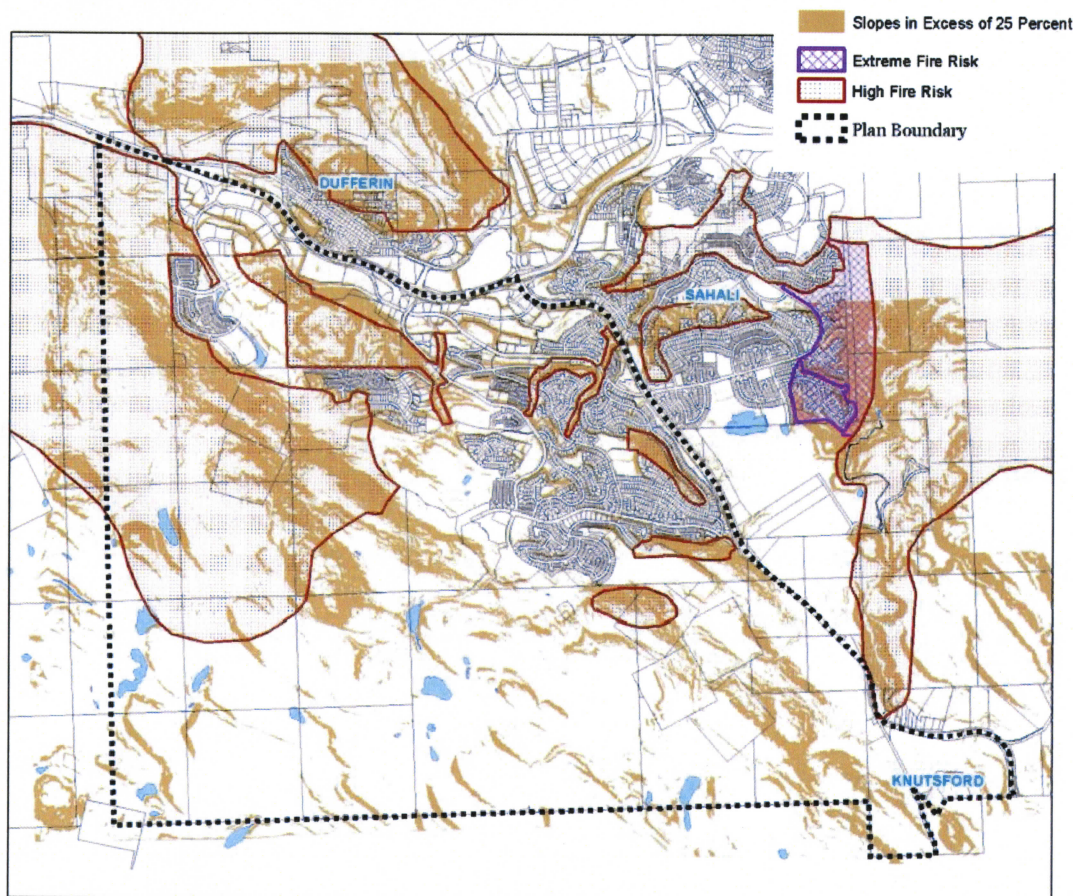 Slopes in Excess of 25 Percent
Extreme Fire Risk
High Fire Risk
Plan Boundary
DUFFERIN
SAHALI
KNUTSFORD